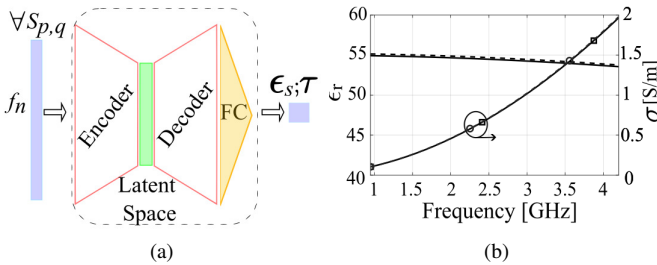 ∀S_{p,q}
f_n
Encoder
Latent
Space
Decoder
FC
ϵ_s;τ
(a)
60
55
50
45
40
ϵ_r
1
1.5
2
2.5
3
3.5
4
Frequency [GHz]
2
1.5
1
0.5
0
σ[S/m]
(b)